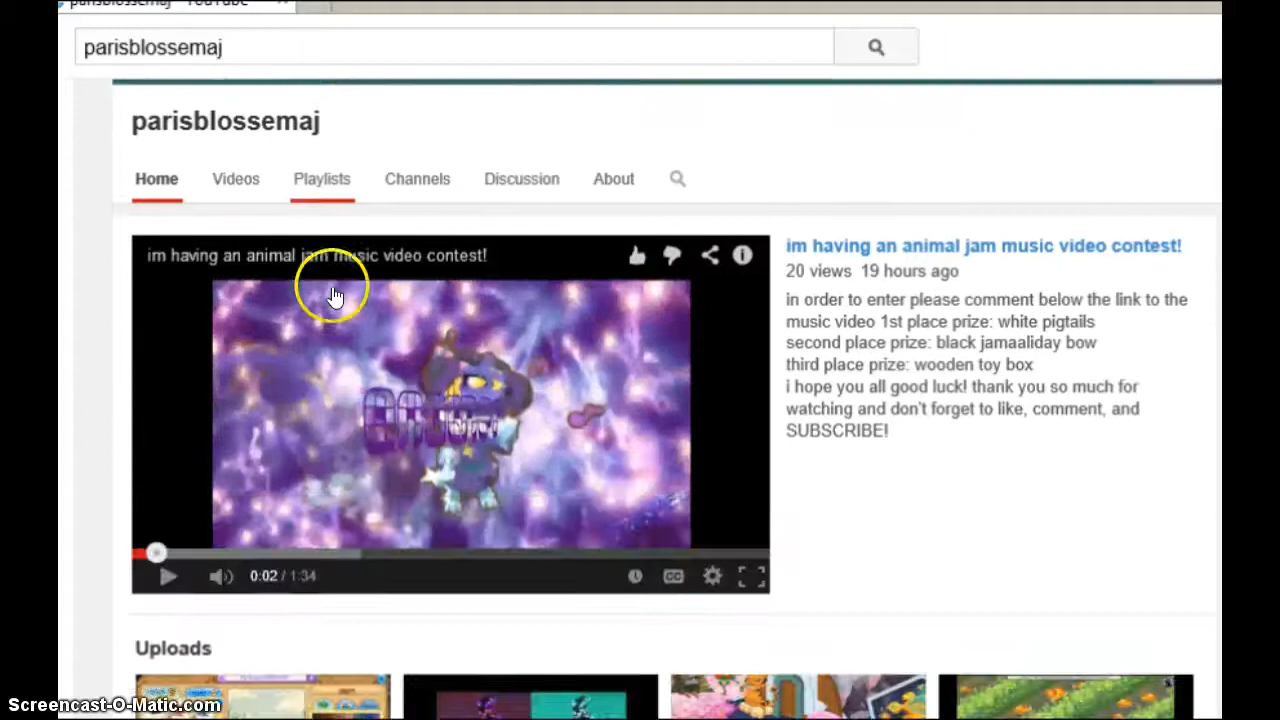 parisblossemaj - YouTube
parisblossemaj
parisblossemaj
Home Videos Playlists Channels Discussion About
im having an animal jam music video contest!
im having an animal jam music video contest!
20 views 19 hours ago
in order to enter please comment below the link to the
music video 1st place prize: white pigtails
second place prize: black jamaaliday bow
third place prize: wooden toy box
i hope you all good luck! thank you so much for
watching and don't forget to like, comment, and
SUBSCRIBE!
0:02 / 1:34
CC
Uploads
Screencast-O-Matic.com